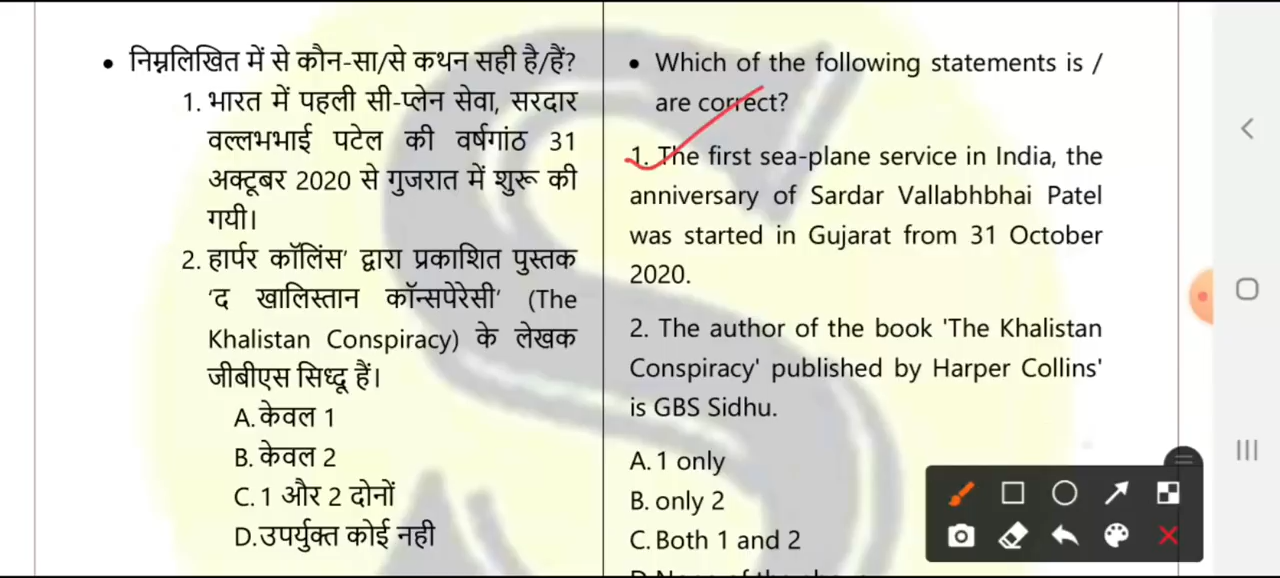 • निम्नलिखित में से कौन-सा/से कथन सही है/हैं?
1. भारत में पहली सी-प्लेन सेवा, सरदार
वल्लभभाई पटेल की वर्षगांठ 31
अक्टूबर 2020 से गुजरात में शुरू की
गयी।
2. हार्पर कॉलिंस' द्वारा प्रकाशित पुस्तक
'द खालिस्तान कॉन्सपेरेसी' (The
Khalistan Conspiracy) के लेखक
जीबीएस सिध्दू हैं।
A. केवल 1
B. केवल 2
C. 1 और 2 दोनों
D. उपर्युक्त कोई नही
• Which of the following statements is /
are correct?
1. The first sea-plane service in India, the
anniversary of Sardar Vallabhbhai Patel
was started in Gujarat from 31 October
2020.
2. The author of the book 'The Khalistan
Conspiracy' published by Harper Collins'
is GBS Sidhu.
A. 1 only
B. only 2
C. Both 1 and 2